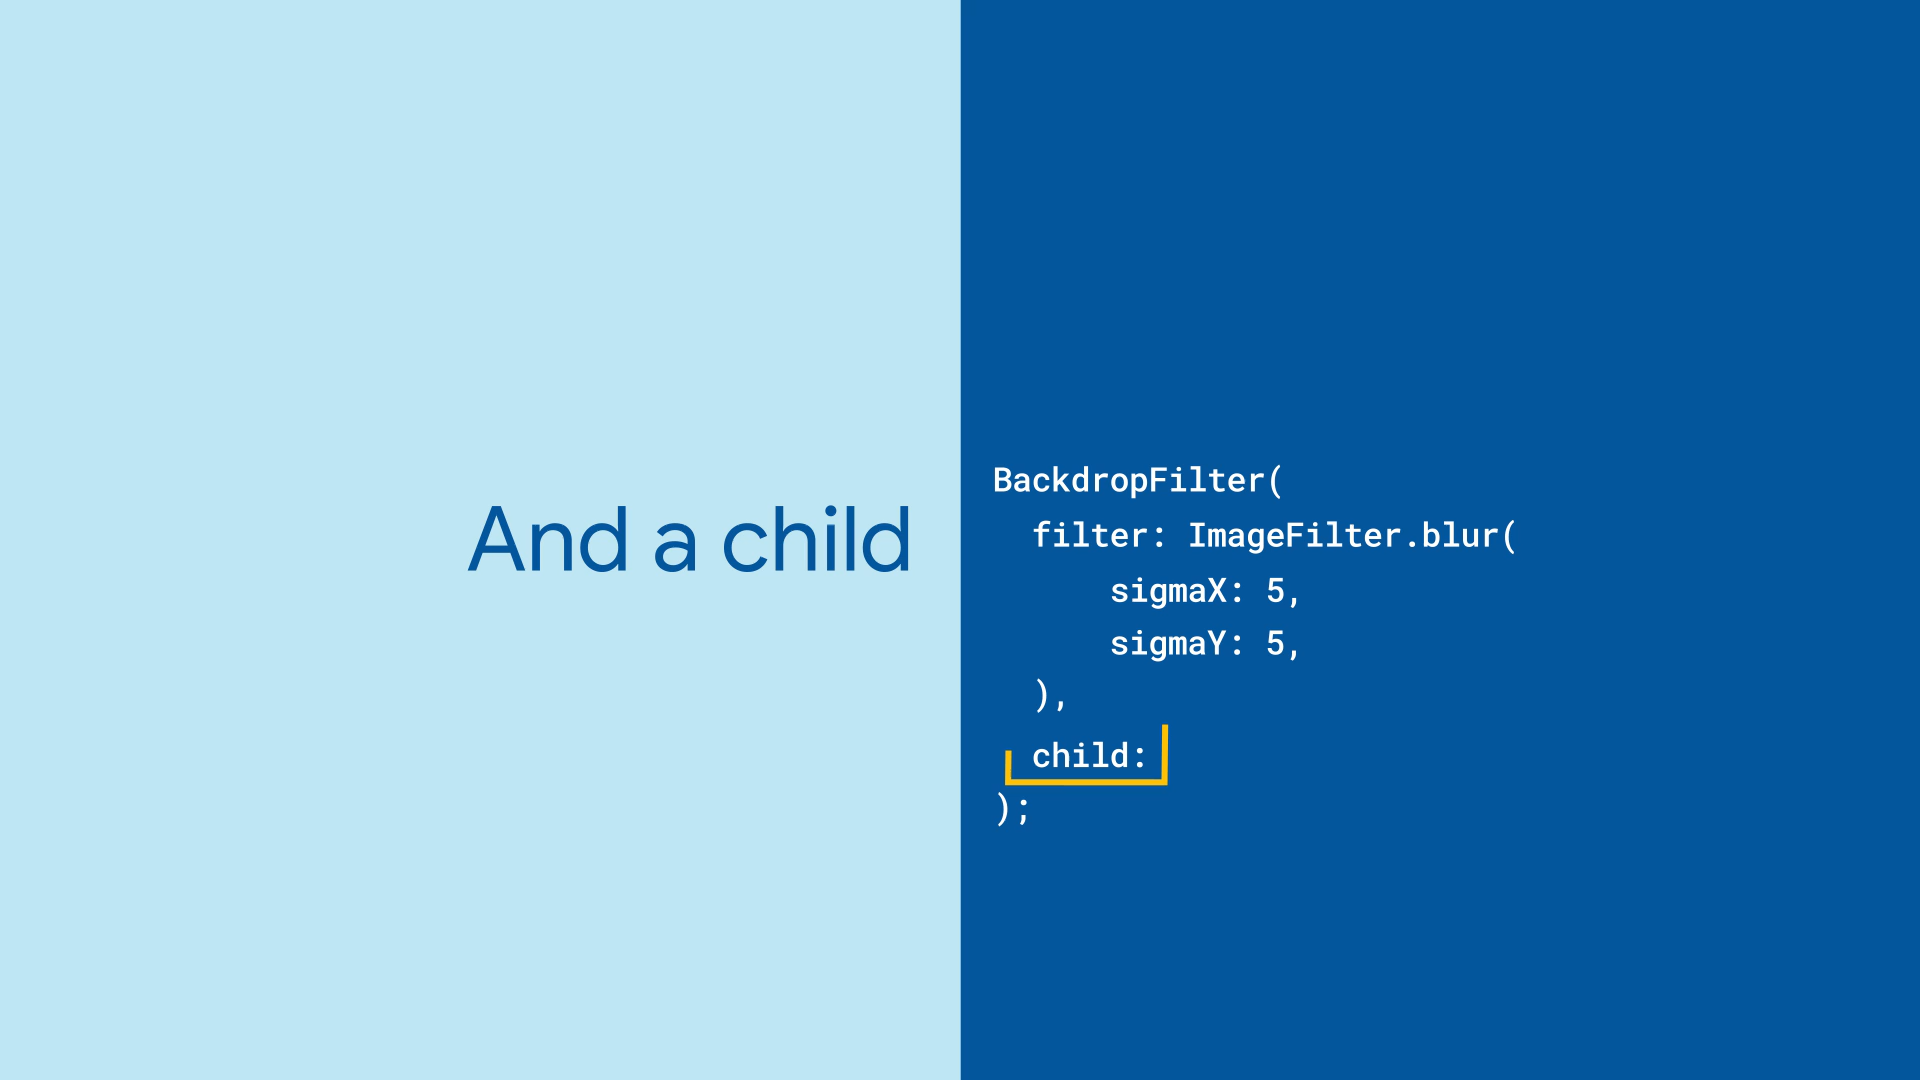 And a child
BackdropFilter(
  filter: ImageFilter.blur(
      sigmaX: 5,
      sigmaY: 5,
  ),
  child:
);